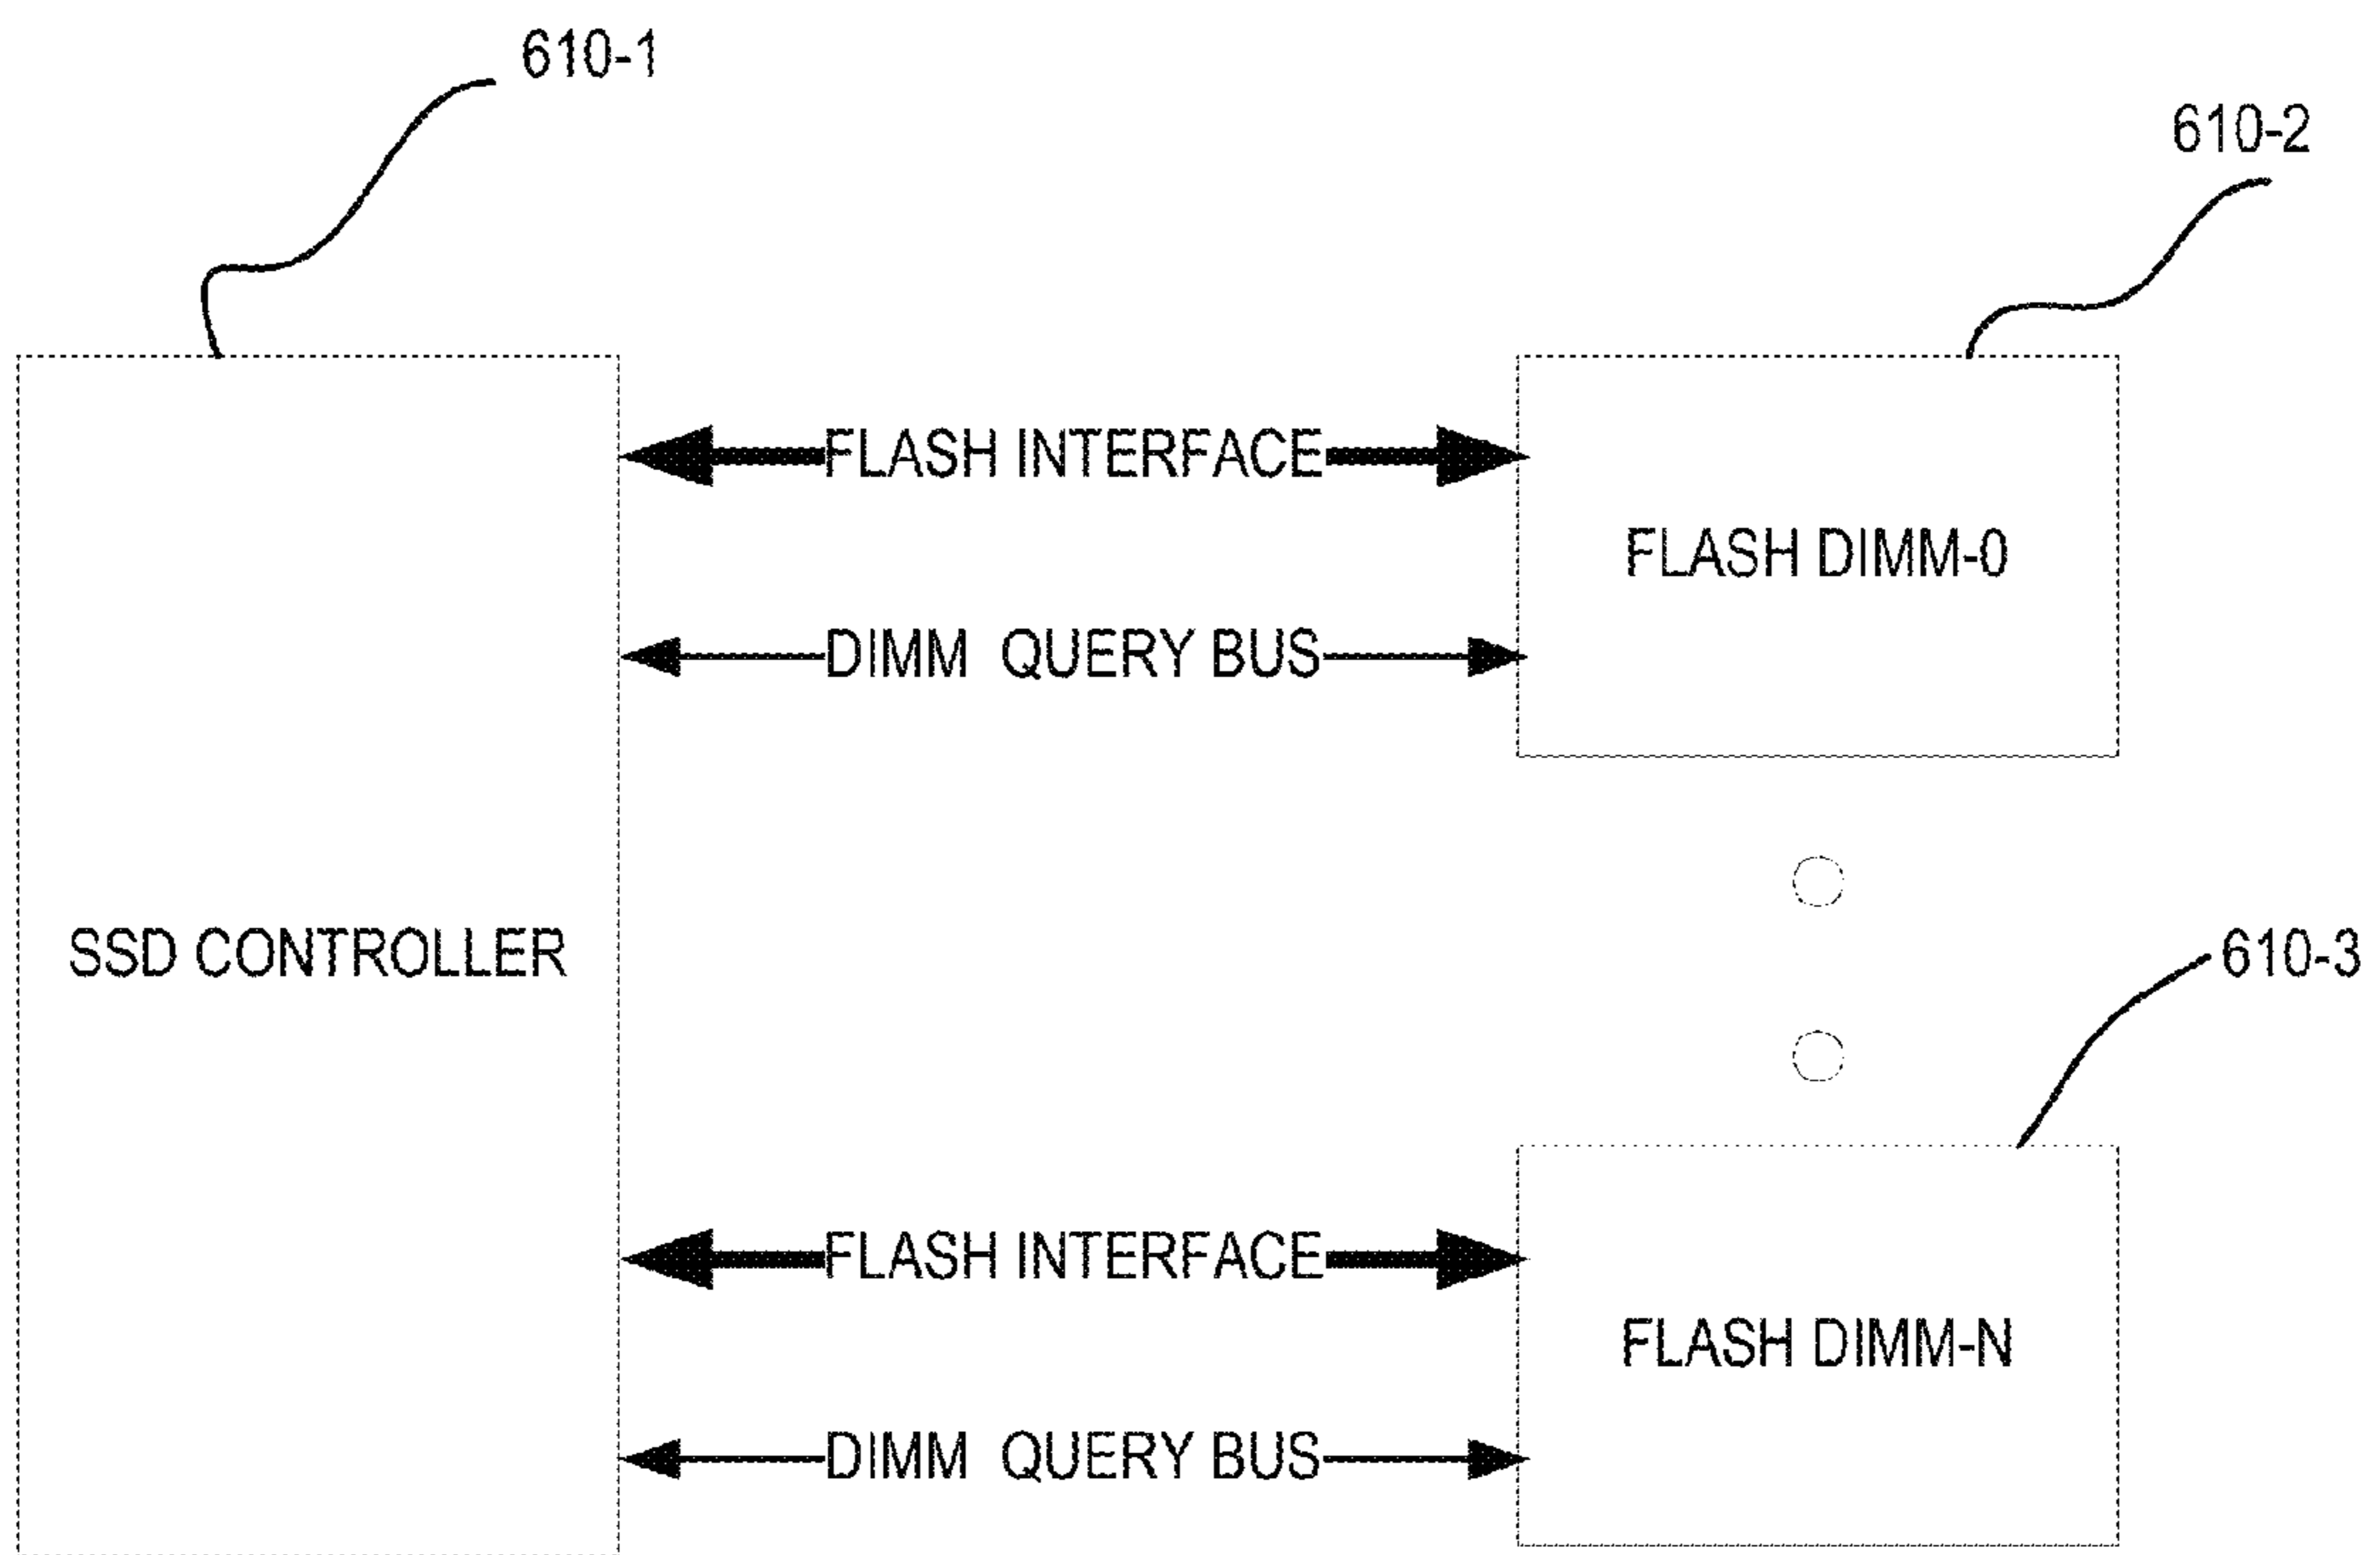 610-1
610-2
FLASH INTERFACE
FLASH DIMM-0
DIMM QUERY BUS
SSD CONTROLLER
610-3
FLASH INTERFACE
FLASH DIMM-N
DIMM QUERY BUS